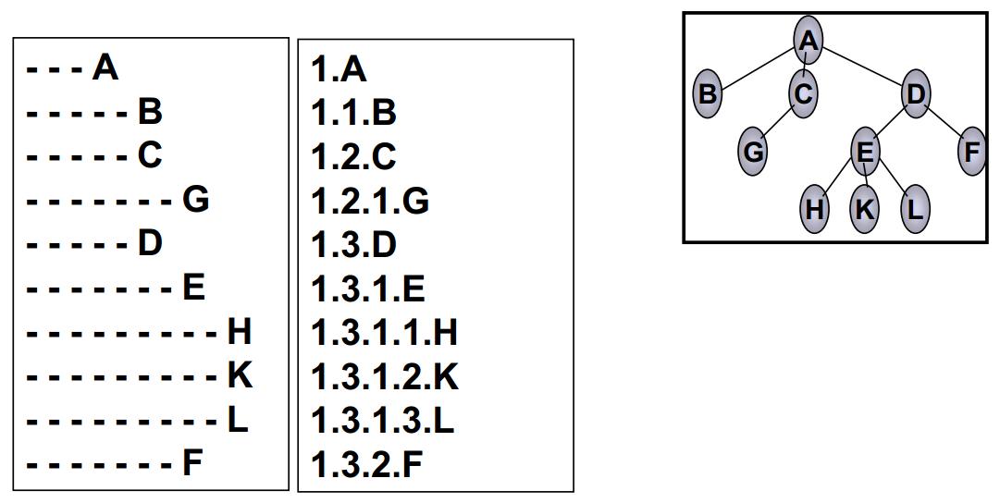 - - - A
- - - - - B
- - - - - C
- - - - - - - G
- - - - - D
- - - - - - - E
- - - - - - - - - H
- - - - - - - - - K
- - - - - - - - - L
- - - - - - - F
1.A
1.1.B
1.2.C
1.2.1.G
1.3.D
1.3.1.E
1.3.1.1.H
1.3.1.2.K
1.3.1.3.L
1.3.2.F
A
B C D
G E F
H K L